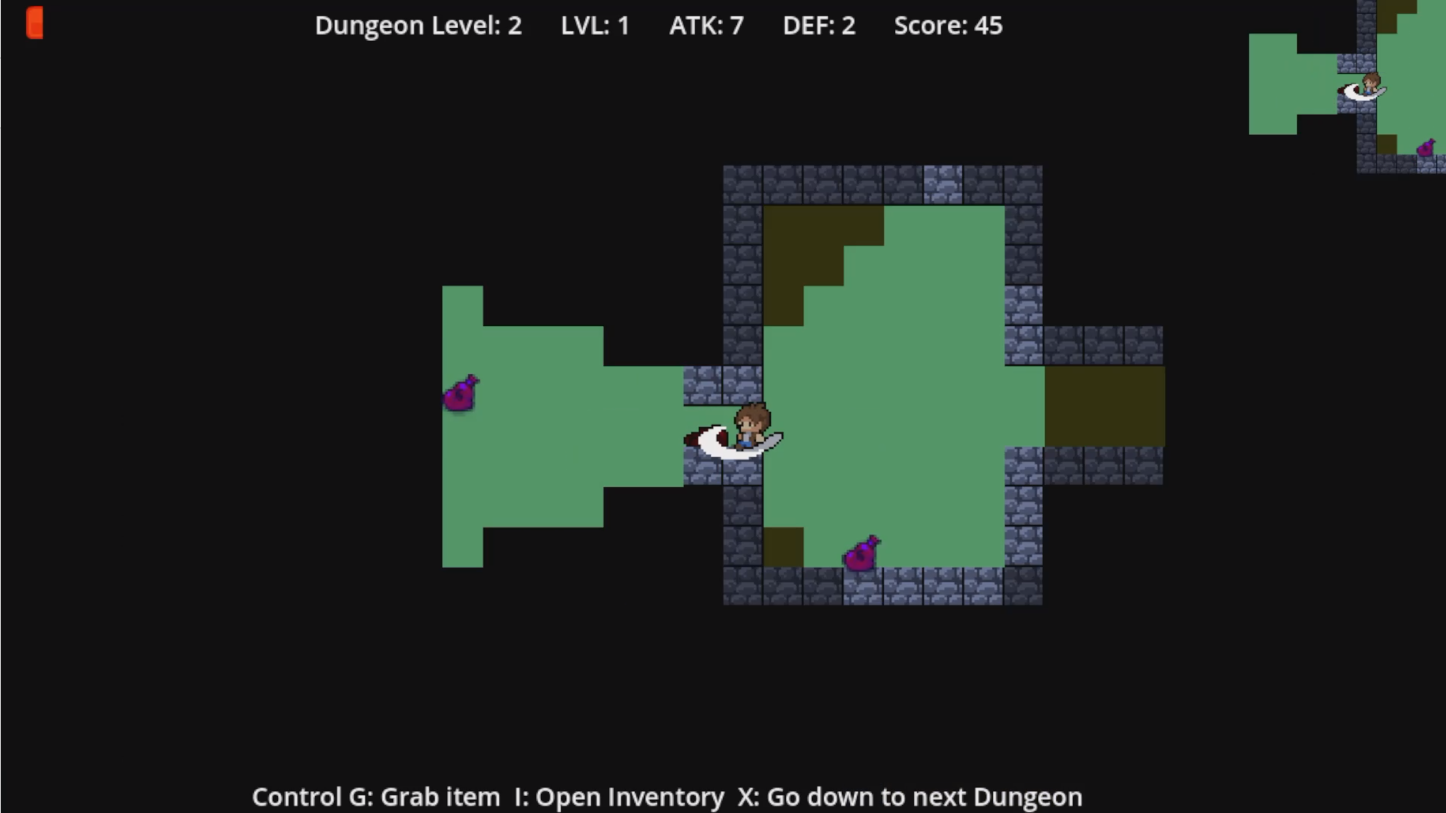 Dungeon Level: 2 LVL: 1 ATK: 7 DEF: 2 Score: 45
Control G: Grab item I: Open Inventory X: Go down to next Dungeon